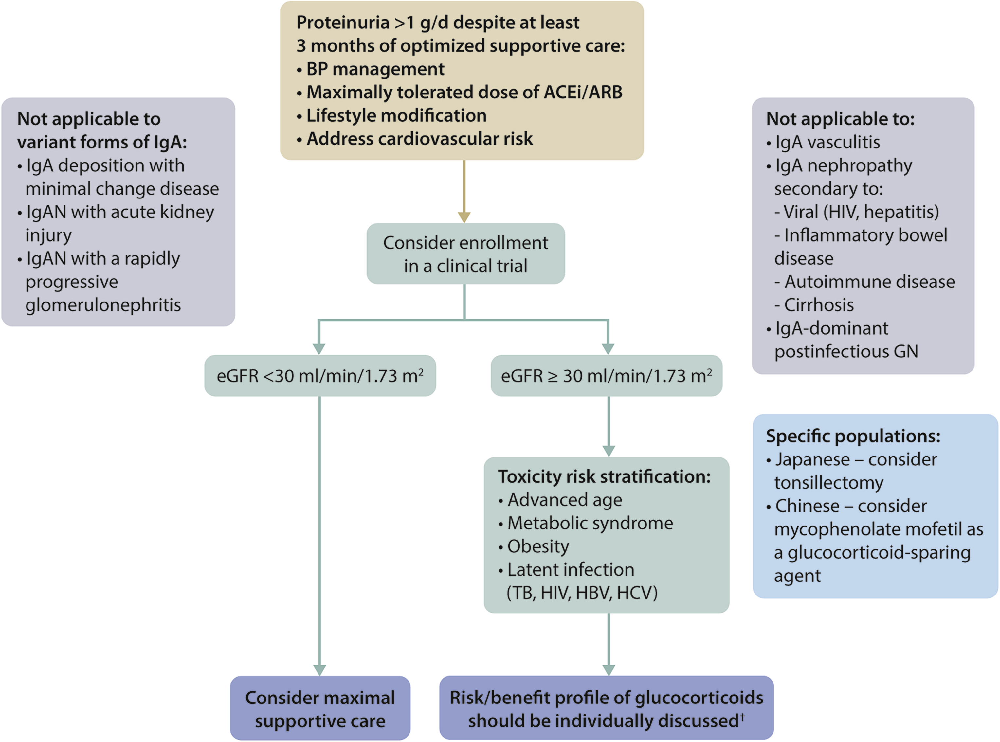 Proteinuria >1 g/d despite at least
3 months of optimized supportive care:
• BP management
• Maximally tolerated dose of ACEi/ARB
• Lifestyle modification
• Address cardiovascular risk
Not applicable to
variant forms of IgA:
• IgA deposition with
minimal change disease
• IgAN with acute kidney
injury
• IgAN with a rapidly
progressive
glomerulonephritis
Not applicable to:
• IgA vasculitis
• IgA nephropathy
secondary to:
- Viral (HIV, hepatitis)
- Inflammatory bowel
disease
- Autoimmune disease
- Cirrhosis
• IgA-dominant
postinfectious GN
Consider enrollment
in a clinical trial
eGFR <30 ml/min/1.73 m²
eGFR ≥ 30 ml/min/1.73 m²
Specific populations:
• Japanese – consider
tonsillectomy
• Chinese – consider
mycophenolate mofetil as
a glucocorticoid-sparing
agent
Toxicity risk stratification:
• Advanced age
• Metabolic syndrome
• Obesity
• Latent infection
(TB, HIV, HBV, HCV)
Consider maximal
supportive care
Risk/benefit profile of glucocorticoids
should be individually discussed†